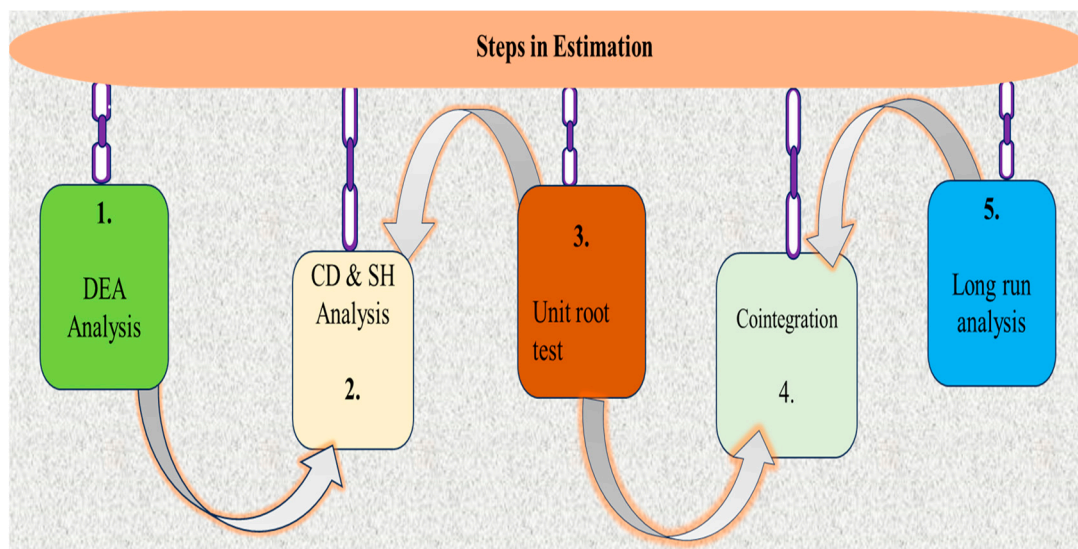 Steps in Estimation
1.
DEA
Analysis
CD & SH
Analysis
2.
3.
Unit root
test
Cointegration
4.
5.
Long run
analysis